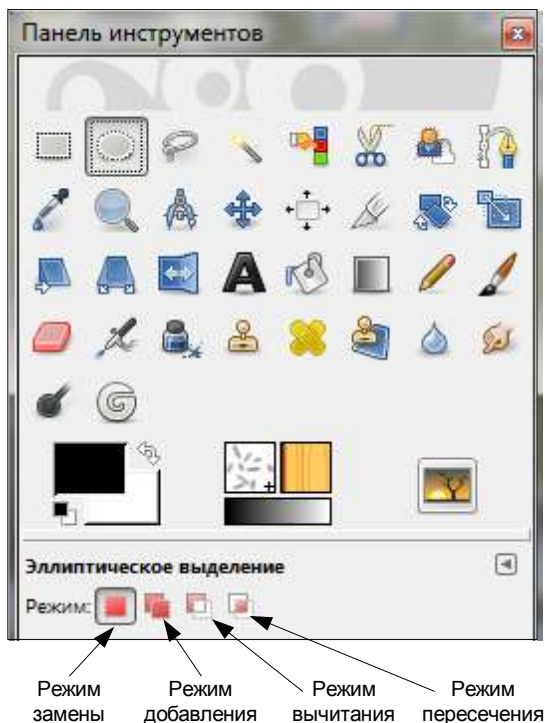 Панель инструментов
Эллиптическое выделение
Режим:
Режим замены
Режим добавления
Режим вычитания
Режим пересечения